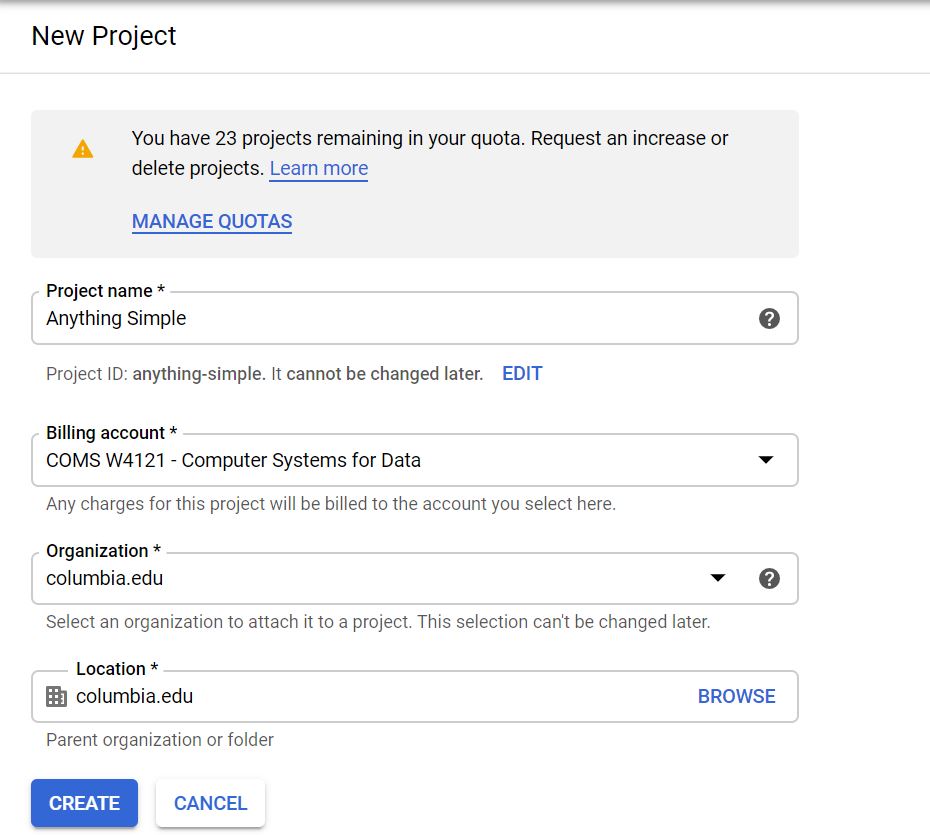 New Project
You have 23 projects remaining in your quota. Request an increase or
delete projects. Learn more
MANAGE QUOTAS
Project name *
Anything Simple
Project ID: anything-simple. It cannot be changed later. EDIT
Billing account *
COMS W4121 - Computer Systems for Data
Any charges for this project will be billed to the account you select here.
Organization *
columbia.edu
Select an organization to attach it to a project. This selection can't be changed later.
Location *
columbia.edu BROWSE
Parent organization or folder
CREATE CANCEL